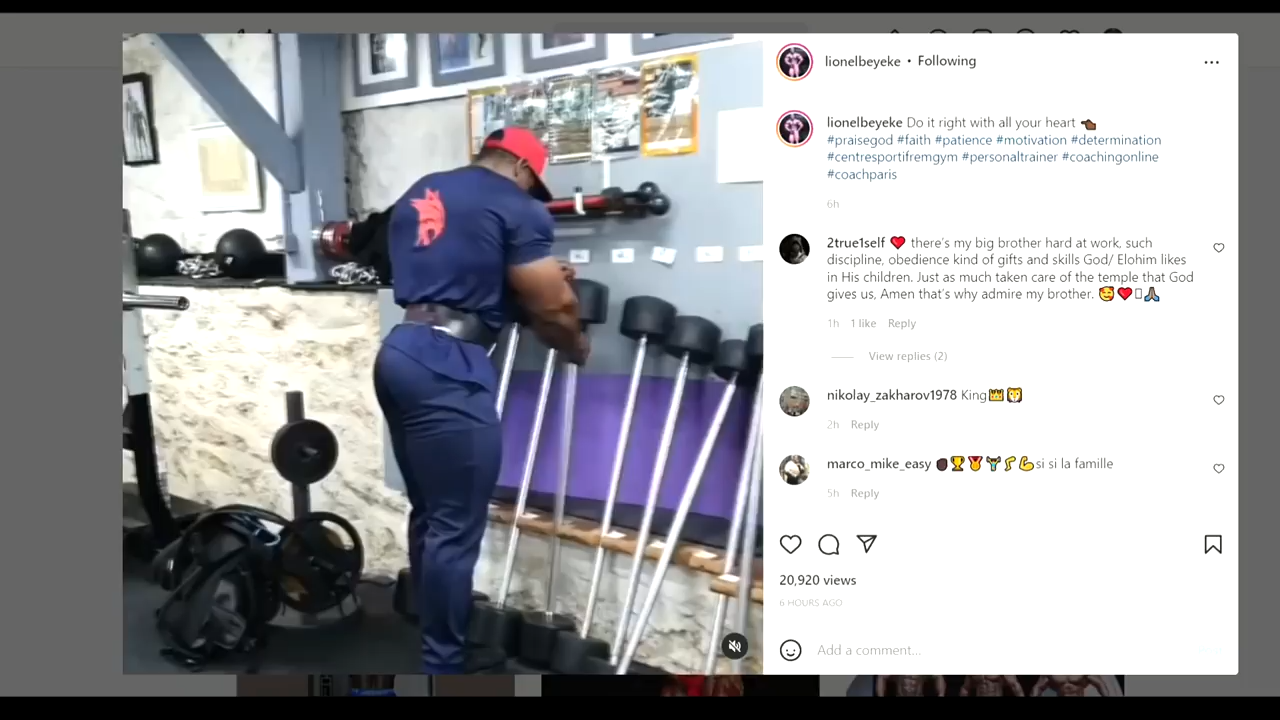 lionelbeyeke • Following
lionelbeyeke Do it right with all your heart
#praisegod #faith #patience #motivation #determination
#centresportifremgym #personaltrainer #coachingonline
#coachparis
6h
2true1self ❤️ there's my big brother hard at work, such
discipline, obedience kind of gifts and skills God/ Elohim likes
in His children. Just as much taken care of the temple that God
gives us, Amen that's why admire my brother. 🥰❤️🙏🏽
1h 1 like Reply
View replies (2)
nikolay_zakharov1978 King👑🐯
2h Reply
marco_mike_easy ✊🏿🏆🏅🏋️🦵💪si si la famille
5h Reply
20,920 views
6 HOURS AGO
Add a comment...